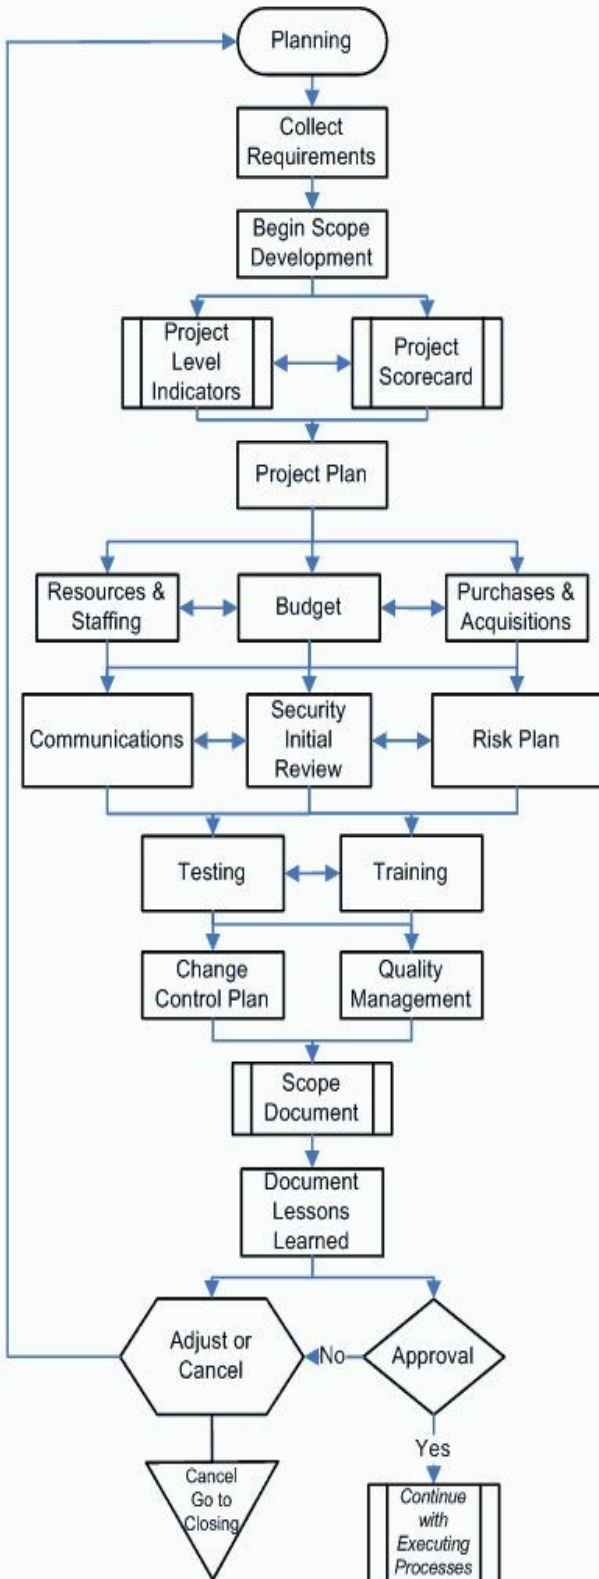 Planning
Collect
Requirements
Begin Scope
Development
Project
Level
Indicators
Project
Scorecard
Project Plan
Resources &
Staffing
Budget
Purchases &
Acquisitions
Communications
Security
Initial
Review
Risk Plan
Testing
Training
Change
Control Plan
Quality
Management
Scope
Document
Document
Lessons
Learned
Adjust or
Cancel
No
Approval
Yes
Cancel
Go to
Closing
Continue
with
Executing
Processes